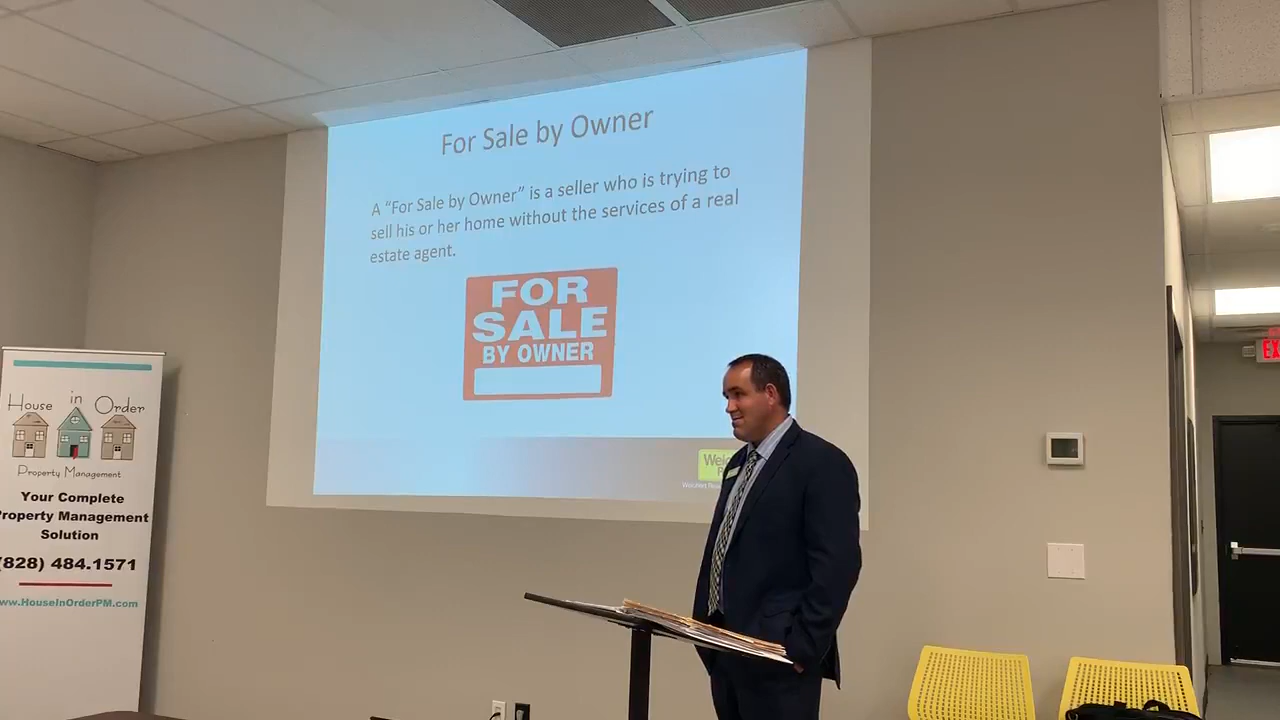 For Sale by Owner
A “For Sale by Owner” is a seller who is trying to
sell his or her home without the services of a real
estate agent.
FOR
SALE
BY OWNER
House in Order
Property Management
Your Complete
Property Management
Solution
(828) 484.1571
www.HouseInOrderPM.com